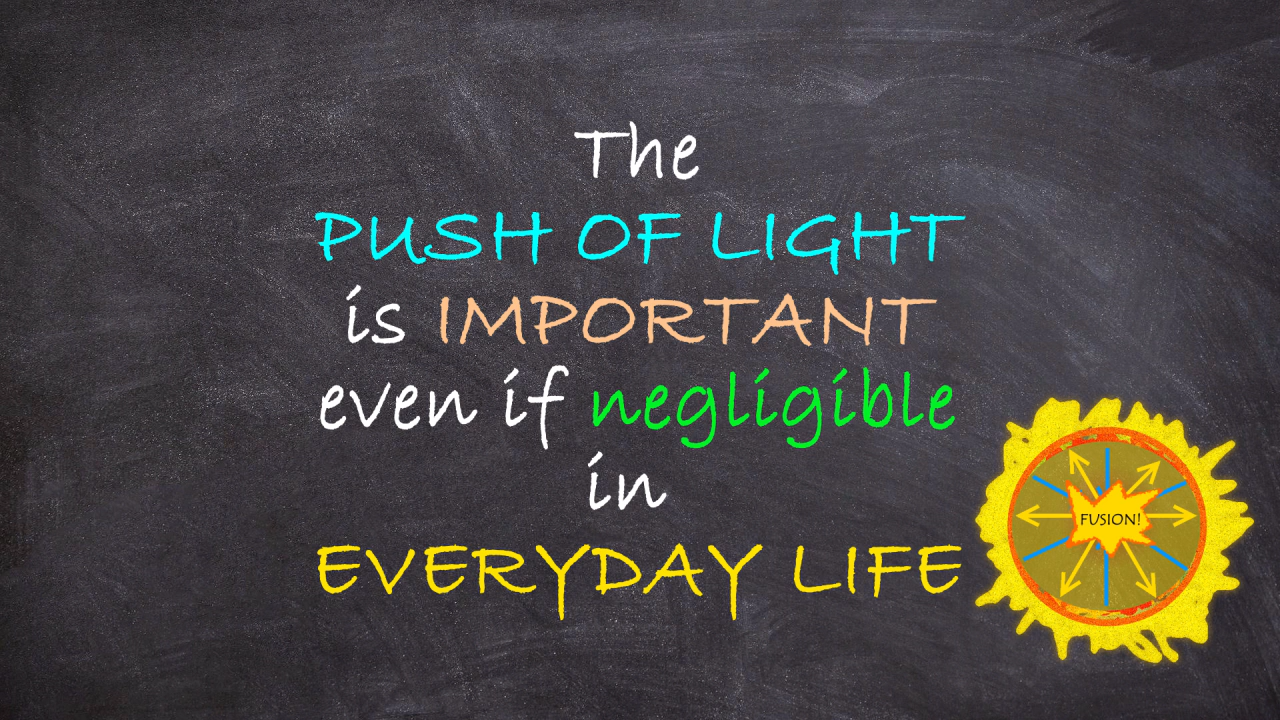 The
PUSH OF LIGHT
is IMPORTANT
even if negligible
in
EVERYDAY LIFE
FUSION!